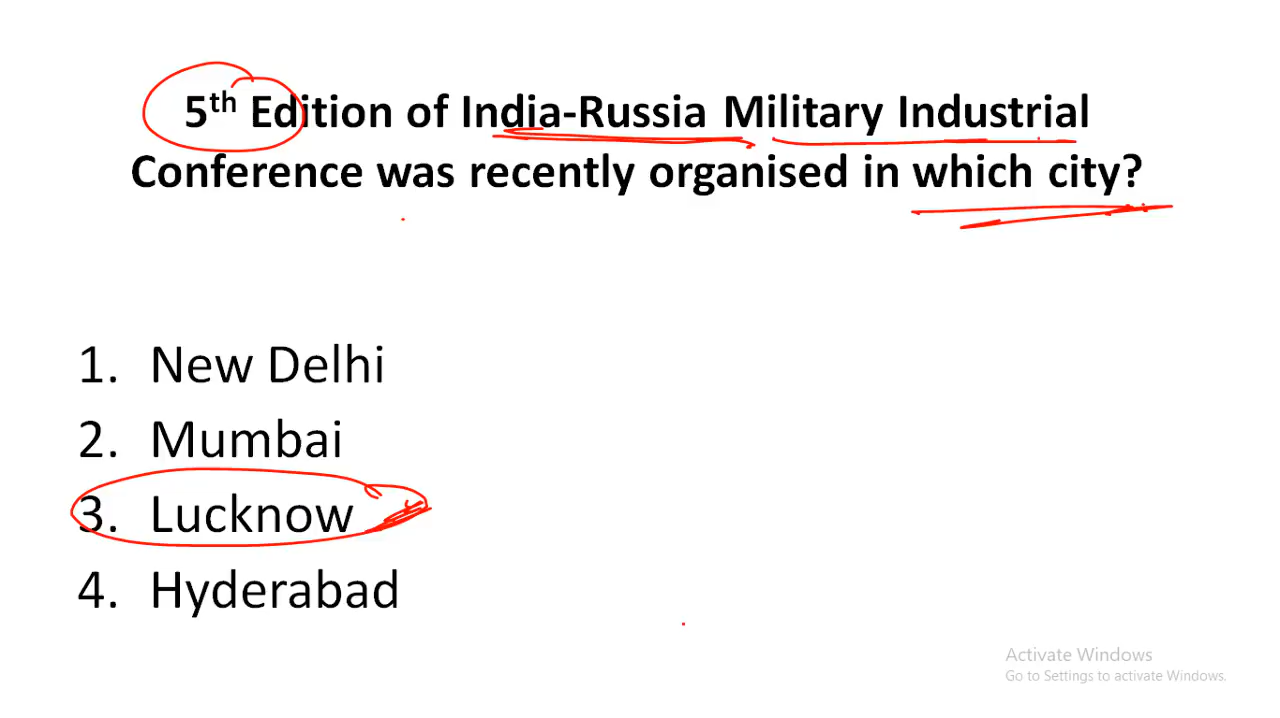 5th Edition of India-Russia Military Industrial
Conference was recently organised in which city?
1. New Delhi
2. Mumbai
3. Lucknow
4. Hyderabad
Activate Windows
Go to Settings to activate Windows.